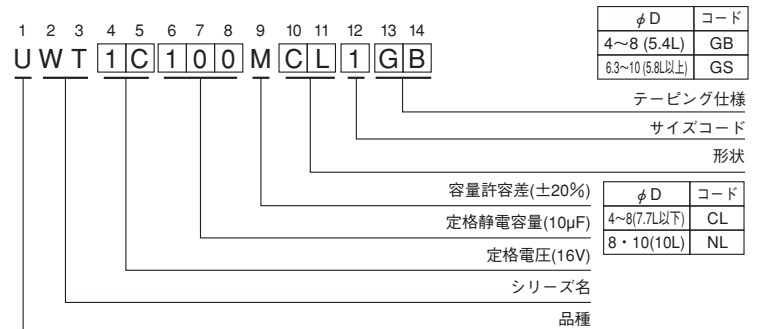 1 2 3 4 5 6 7 8 9 10 11 12 13 14
U W T 1 C 1 0 0 M C L 1 G B
φD コード
4～8 (5.4L) GB
6.3～10 (5.8L以上) GS
テーピング仕様
サイズコード
形状
容量許容差(±20%)
定格静電容量(10μF)
定格電圧(16V)
シリーズ名
品種
φD コード
4～8(7.7L以下) CL
8・10(10L) NL